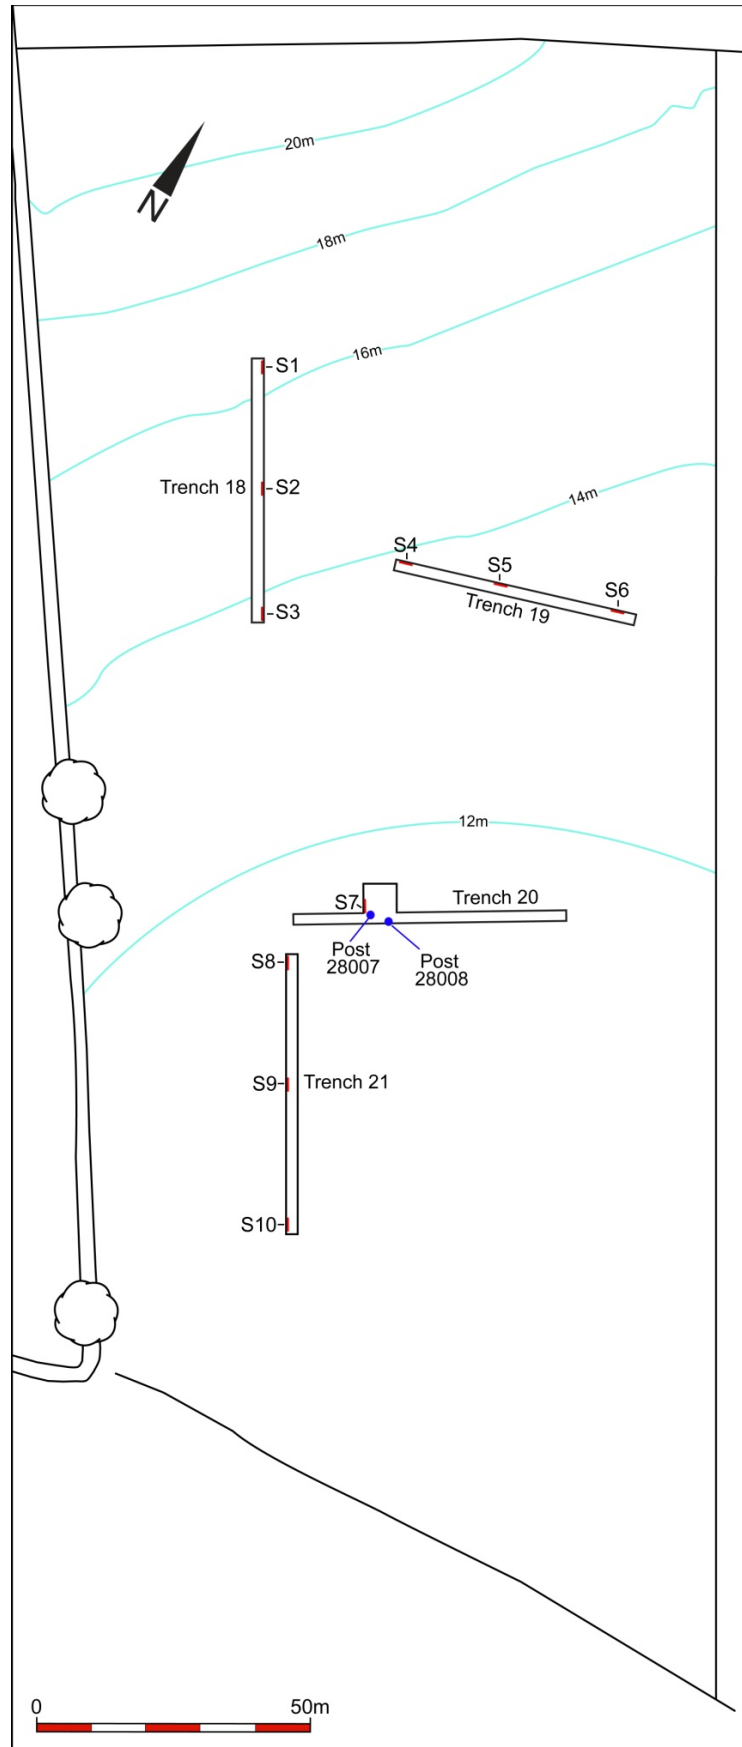 20m
N
18m
16m
S1
Trench 18
S2
14m
S4
S5
S6
Trench 19
S3
12m
S7
Trench 20
Post
28007
Post
28008
S8
S9
Trench 21
S10
0
50m